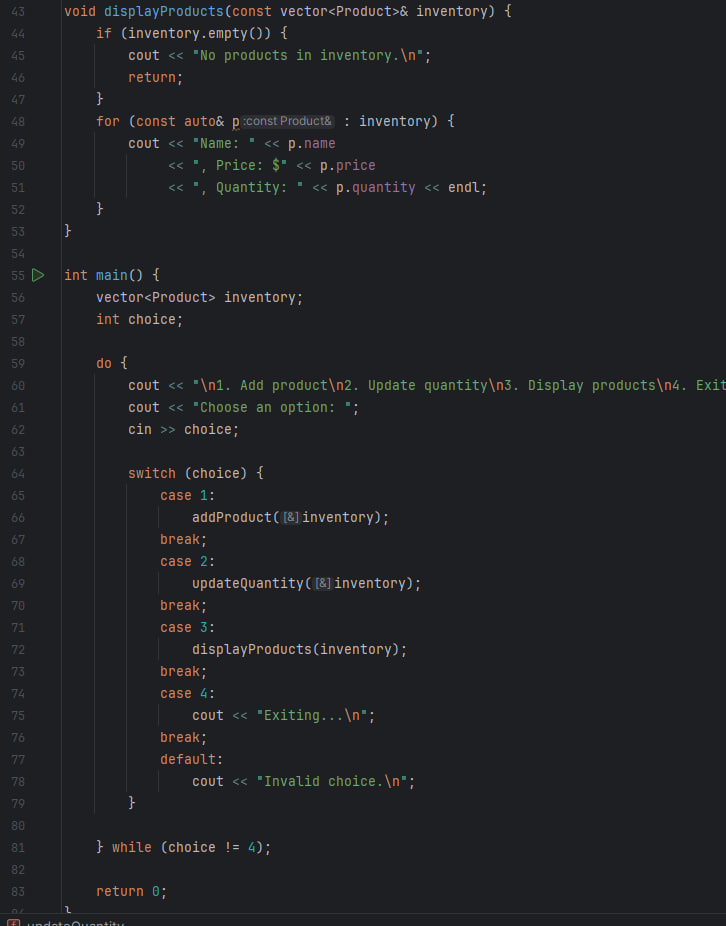 43 void displayProducts(const vector<Product>& inventory) {
44     if (inventory.empty()) {
45         cout << "No products in inventory.\n";
46         return;
47     }
48     for (const auto& p :const Product& : inventory) {
49         cout << "Name: " << p.name
50              << ", Price: $" << p.price
51              << ", Quantity: " << p.quantity << endl;
52     }
53 }
54
55 int main() {
56     vector<Product> inventory;
57     int choice;
58
59     do {
60         cout << "\n1. Add product\n2. Update quantity\n3. Display products\n4. Exit
61         cout << "Choose an option: ";
62         cin >> choice;
63
64         switch (choice) {
65             case 1:
66                 addProduct([&] inventory);
67             break;
68             case 2:
69                 updateQuantity([&] inventory);
70             break;
71             case 3:
72                 displayProducts(inventory);
73             break;
74             case 4:
75                 cout << "Exiting...\n";
76             break;
77             default:
78                 cout << "Invalid choice.\n";
79         }
80
81     } while (choice != 4);
82
83     return 0;
84 }
f updateQuantity